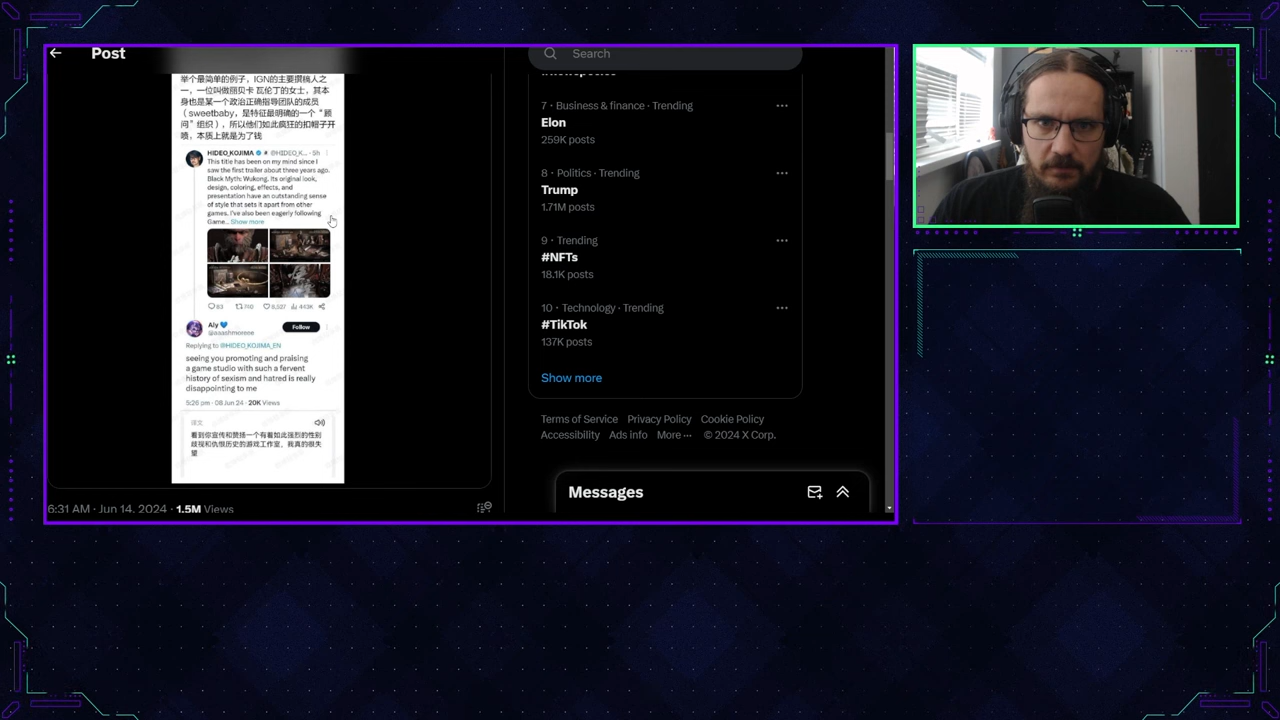 Post
Search
举个最简单的例子，IGN的主要撰稿人之
一，一位叫做丽贝卡 瓦伦丁的女士，其本
身也是某一个政治正确指导团队的成员
（sweetbaby，是特征最明确的一个“顾
问”组织），所以他们如此疯狂的扣帽子开
喷，本质上就是为了钱
HIDEO_KOJIMA @HIDEO_K... · 5h
This title has been on my mind since I
saw the first trailer about three years ago.
Black Myth: Wukong. Its original look,
design, coloring, effects, and
presentation have an outstanding sense
of style that sets it apart from other
games. I've also been eagerly following
Game... Show more
83
8,527
443K
Aly
@aaashmoraee
Follow
Replying to @HIDEO_KOJIMA_EN
seeing you promoting and praising
a game studio with such a fervent
history of sexism and hatred is really
disappointing to me
5:26 pm · 08 Jun 24 · 20K Views
译文
看到你宣传和赞扬一个有着如此强烈的性别
歧视和仇恨历史的游戏工作室，我真的很失
望
6:31 AM · Jun 14, 2024 · 1.5M Views
7 · Business & finance · Trending
Elon
259K posts
8 · Politics · Trending
Trump
1.71M posts
9 · Trending
#NFTs
18.1K posts
10 · Technology · Trending
#TikTok
137K posts
Show more
Terms of Service Privacy Policy Cookie Policy
Accessibility Ads info More ··· © 2024 X Corp.
Messages